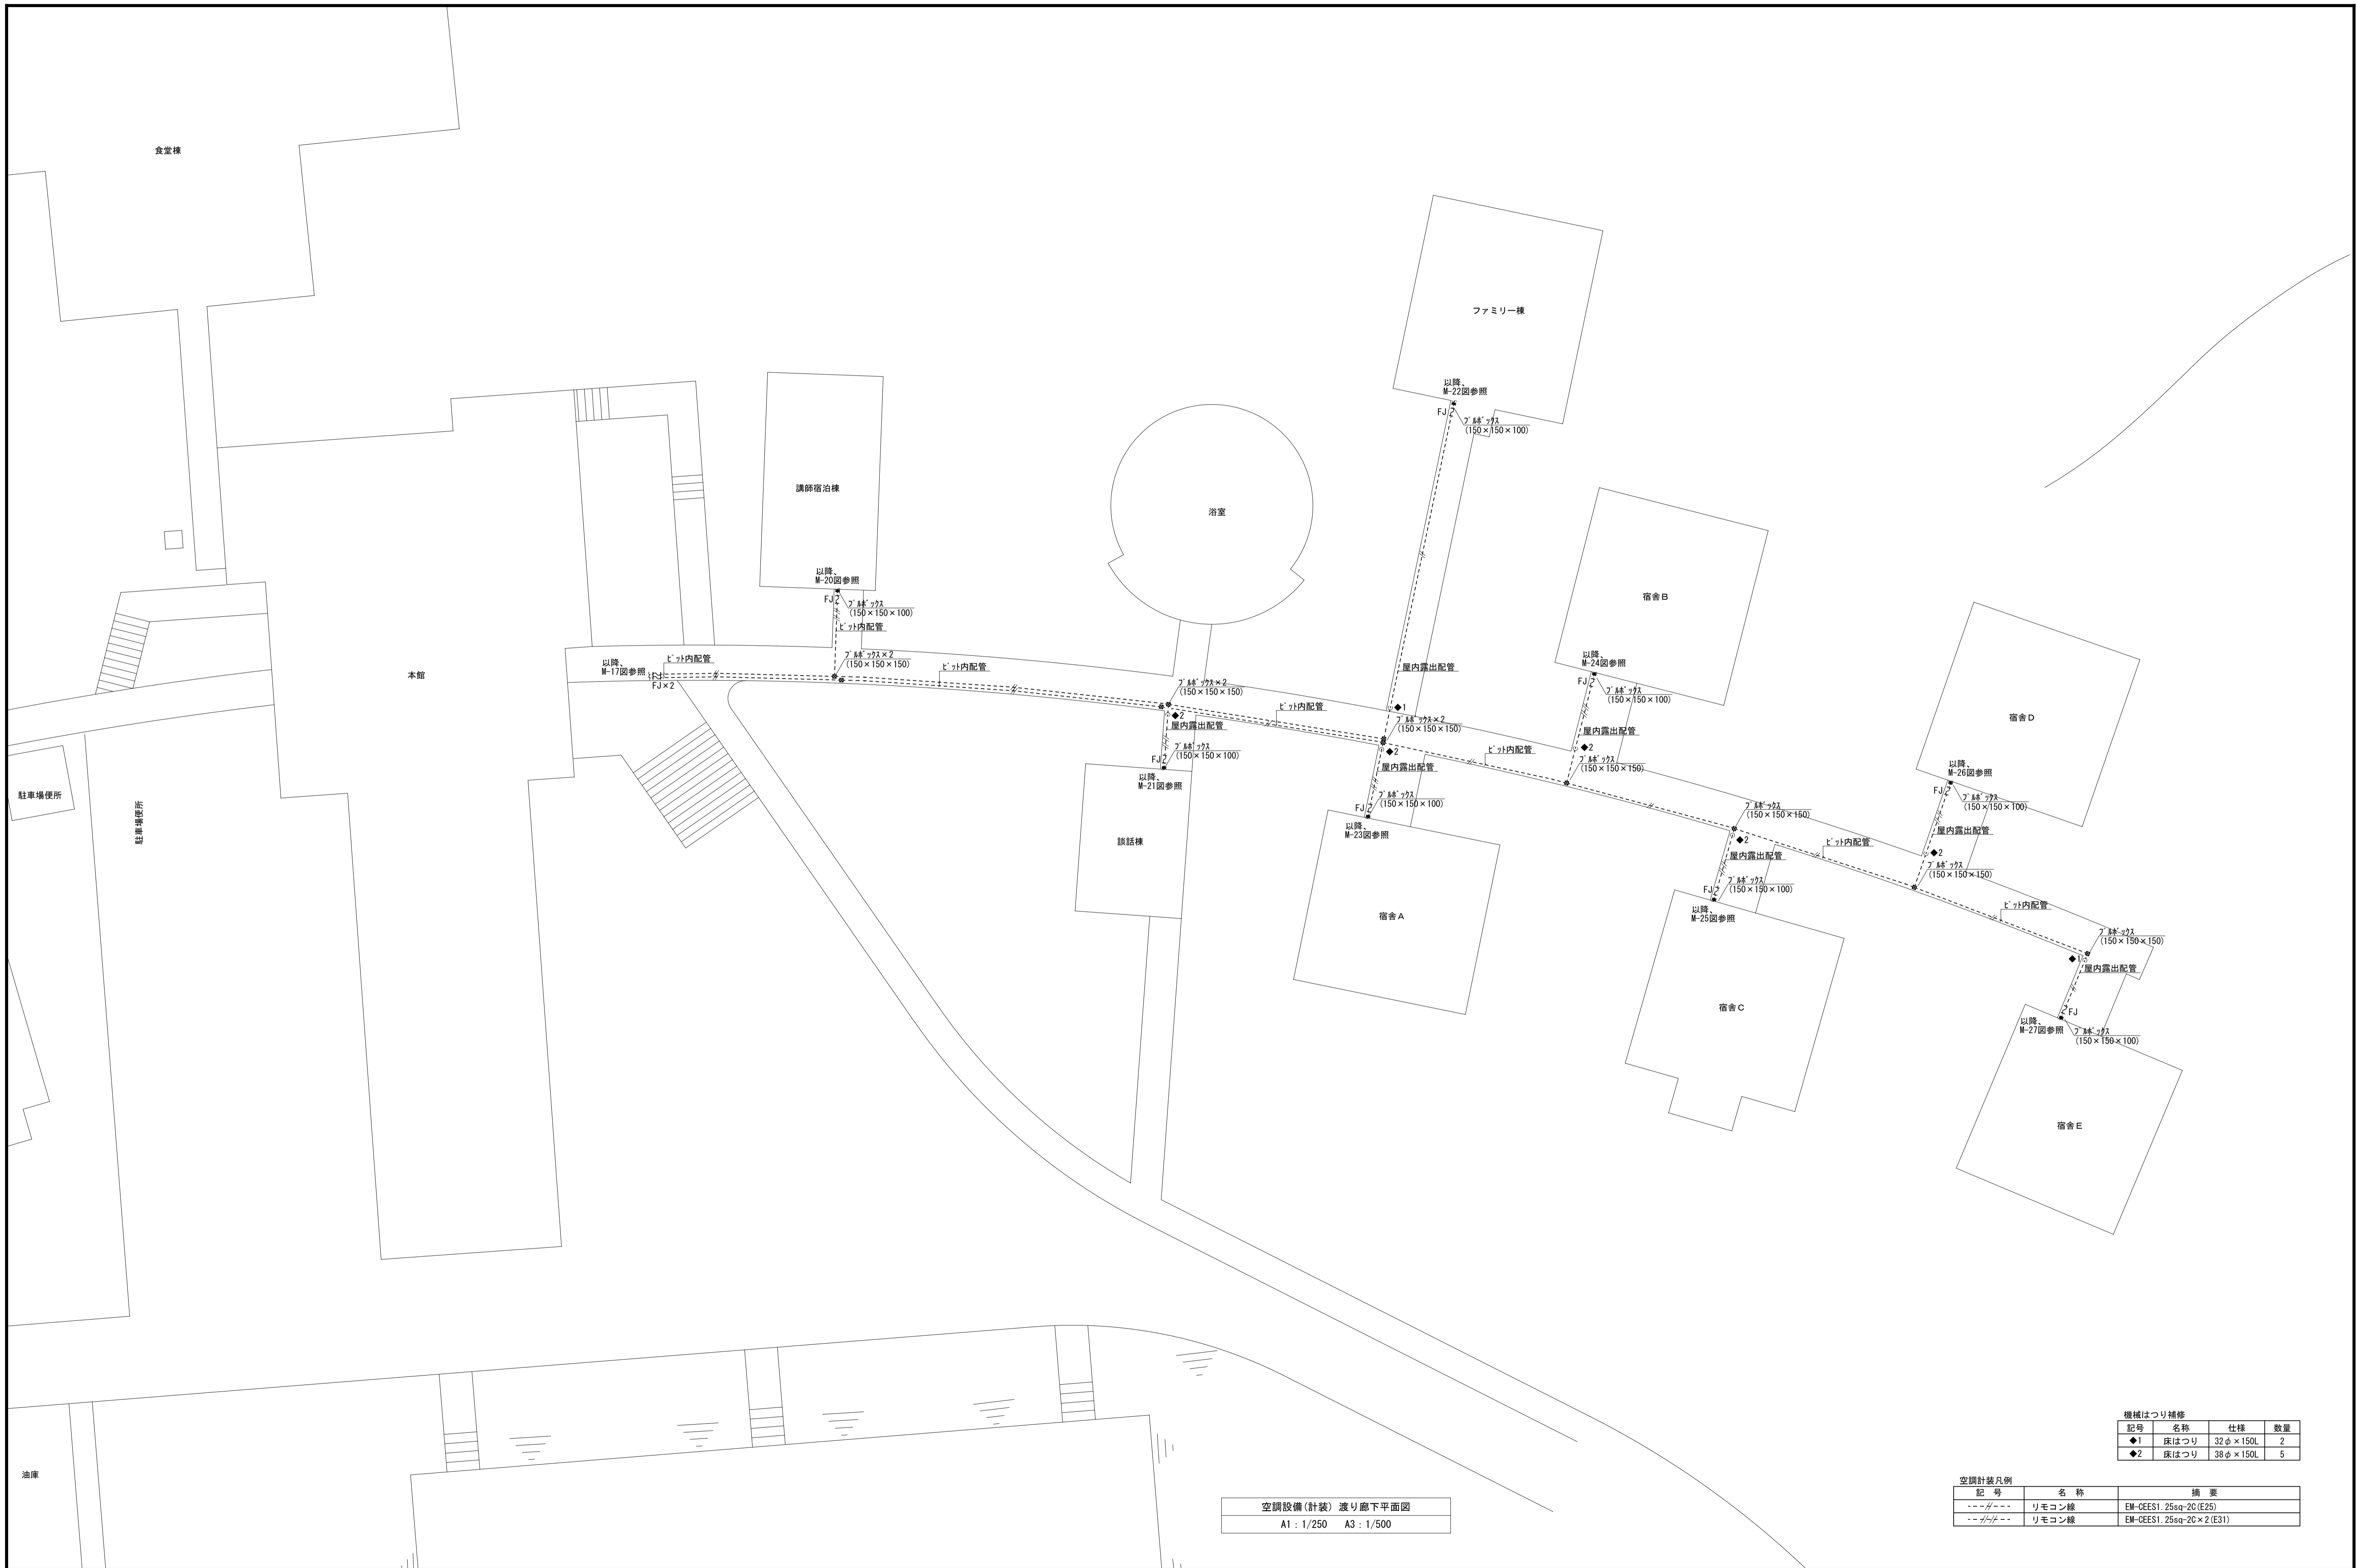 食堂棟
ファミリー棟
以降、
M-22図参照
FJ
プルボックス
(150×150×100)
講師宿泊棟
浴室
宿舎B
以降、
M-20図参照
FJ
プルボックス
(150×150×100)
ピット内配管
宿舎D
本館
以降、
M-17図参照
FJ×2
ピット内配管
プルボックス×2
(150×150×150)
ピット内配管
プルボックス×2
(150×150×150)
屋内露出配管
◆1
以降、
M-24図参照
FJ
プルボックス
(150×150×100)
◆2
屋内露出配管
ピット内配管
プルボックス×2
(150×150×150)
屋内露出配管
◆2
プルボックス
(150×150×100)
FJ
以降、
M-21図参照
◆2
屋内露出配管
ピット内配管
プルボックス
(150×150×150)
以降、
M-26図参照
FJ
プルボックス
(150×150×100)
駐車場便所
駐車場便所
談話棟
プルボックス
(150×150×100)
FJ
以降、
M-23図参照
プルボックス
(150×150×150)
◆2
屋内露出配管
ピット内配管
屋内露出配管
◆2
プルボックス
(150×150×150)
プルボックス
(150×150×100)
FJ
以降、
M-25図参照
宿舎A
ピット内配管
プルボックス
(150×150×150)
◆1
屋内露出配管
宿舎C
FJ
以降、
M-27図参照
プルボックス
(150×150×100)
宿舎E
油庫
機械はつり補修
記号 名称 仕様 数量
◆1 床はつり 32φ×150L 2
◆2 床はつり 38φ×150L 5
空調計装凡例
記 号 名 称 摘 要
リモコン線 EM-CEES1.25sq-2C(E25)
リモコン線 EM-CEES1.25sq-2C×2(E31)
空調設備(計装) 渡り廊下平面図
A1：1/250 A3：1/500